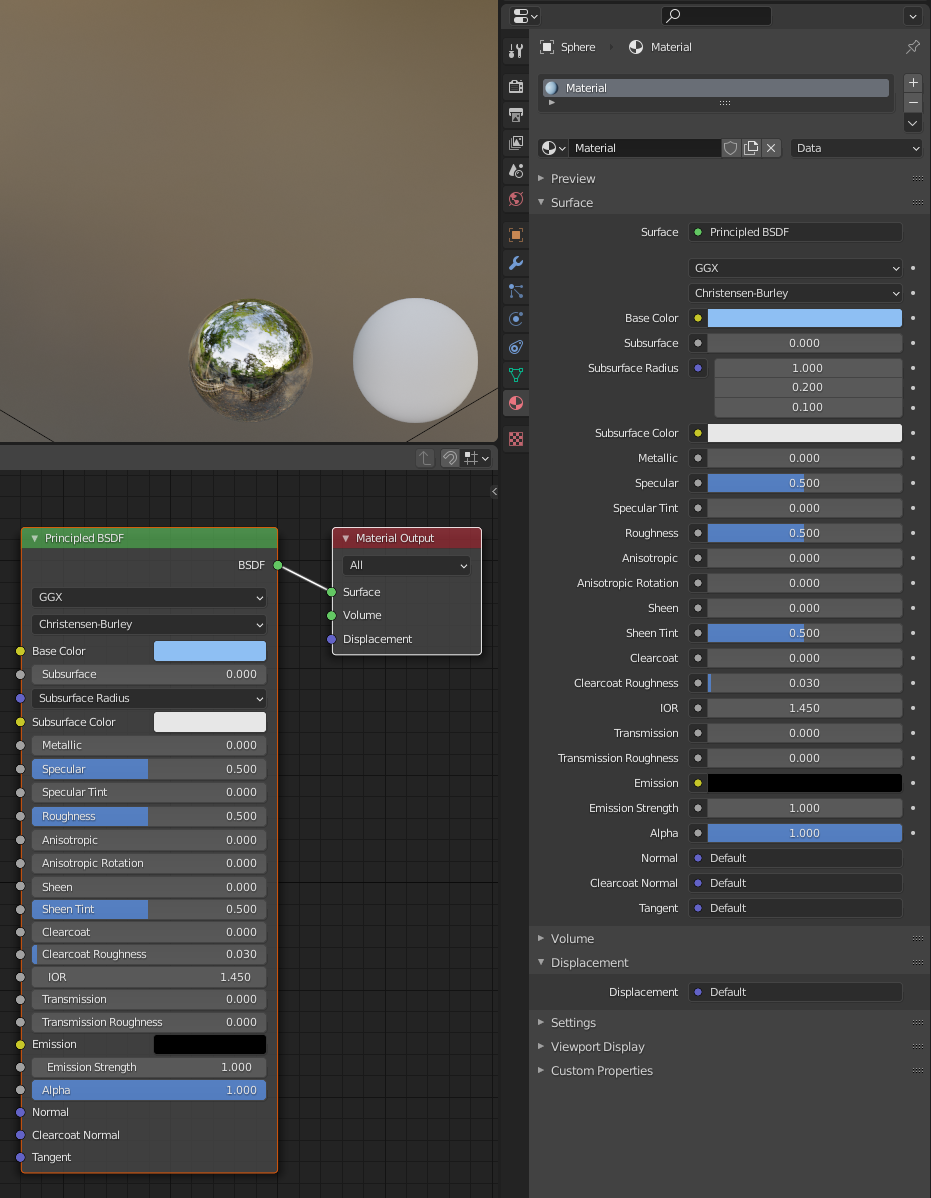 Sphere
Material
Material
Material
Data
Preview
Surface
Surface
Principled BSDF
GGX
Christensen-Burley
Base Color
Subsurface
0.000
Subsurface Radius
1.000
0.200
0.100
Subsurface Color
Metallic
0.000
Specular
0.500
Specular Tint
0.000
Roughness
0.500
Anisotropic
0.000
Anisotropic Rotation
0.000
Sheen
0.000
Sheen Tint
0.500
Clearcoat
0.000
Clearcoat Roughness
0.030
IOR
1.450
Transmission
0.000
Transmission Roughness
0.000
Emission
Emission Strength
1.000
Alpha
1.000
Normal
Default
Clearcoat Normal
Default
Tangent
Default
Volume
Displacement
Displacement
Default
Settings
Viewport Display
Custom Properties
Principled BSDF
BSDF
GGX
Christensen-Burley
Base Color
Subsurface
0.000
Subsurface Radius
Subsurface Color
Metallic
0.000
Specular
0.500
Specular Tint
0.000
Roughness
0.500
Anisotropic
0.000
Anisotropic Rotation
0.000
Sheen
0.000
Sheen Tint
0.500
Clearcoat
0.000
Clearcoat Roughness
0.030
IOR
1.450
Transmission
0.000
Transmission Roughness
0.000
Emission
Emission Strength
1.000
Alpha
1.000
Normal
Clearcoat Normal
Tangent
Material Output
All
Surface
Volume
Displacement